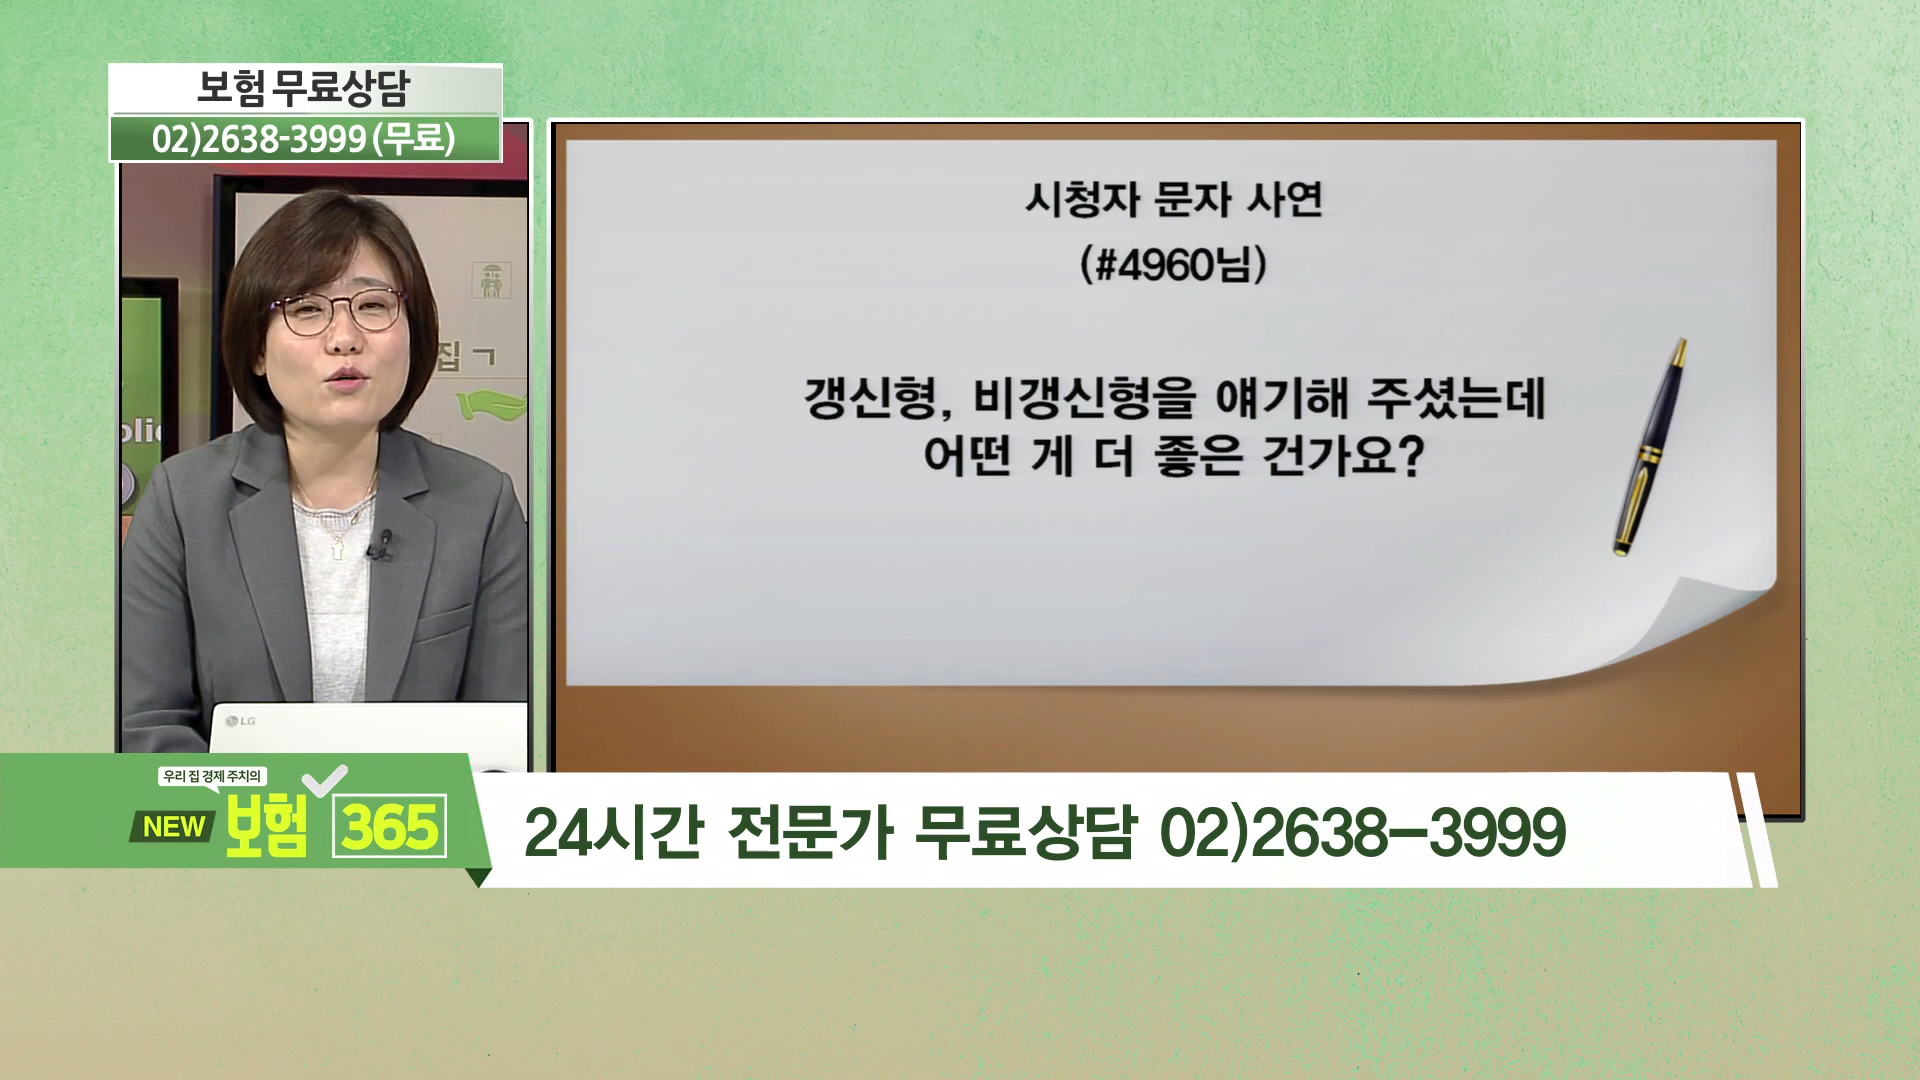 보험 무료상담
02)2638-3999 (무료)
시청자 문자 사연
(#4960님)
갱신형, 비갱신형을 얘기해 주셨는데
어떤 게 더 좋은 건가요?
집 ㄱ
LG
우리 집 경제 주치의
NEW 보험 365
24시간 전문가 무료상담 02)2638-3999